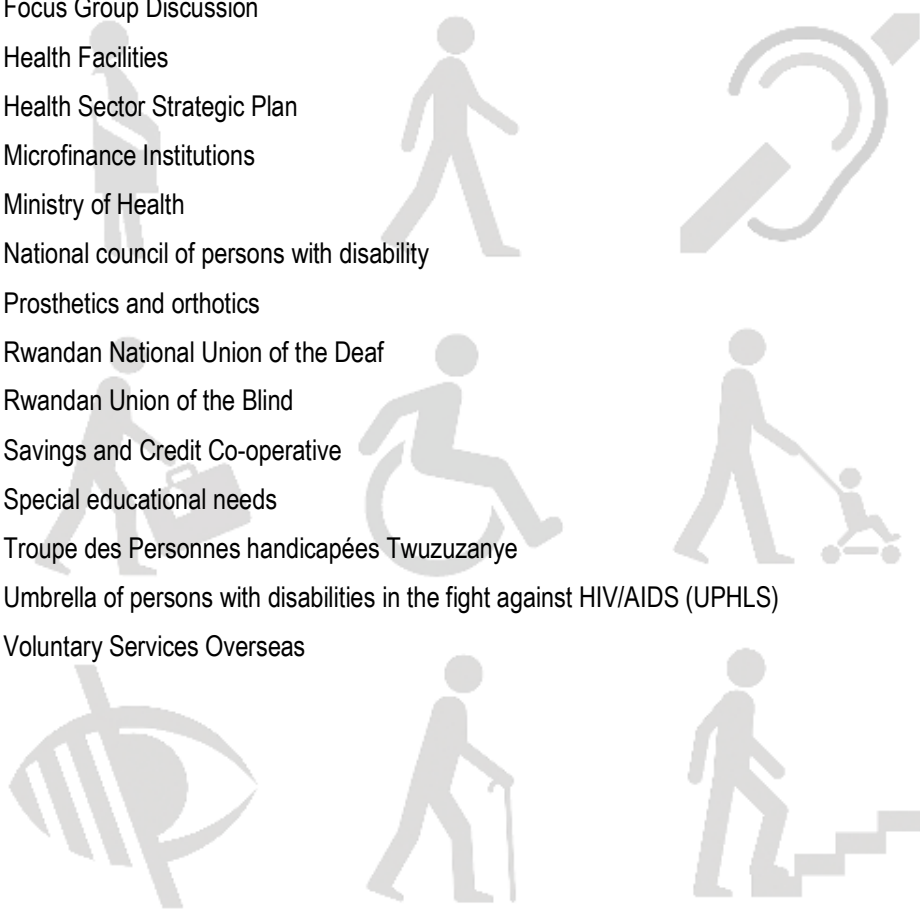 Focus Group Discussion
Health Facilities
Health Sector Strategic Plan
Microfinance Institutions
Ministry of Health
National council of persons with disability
Prosthetics and orthotics
Rwandan National Union of the Deaf
Rwandan Union of the Blind
Savings and Credit Co-operative
Special educational needs
Troupe des Personnes handicapées Twuzuzanye
Umbrella of persons with disabilities in the fight against HIV/AIDS (UPHLS)
Voluntary Services Overseas